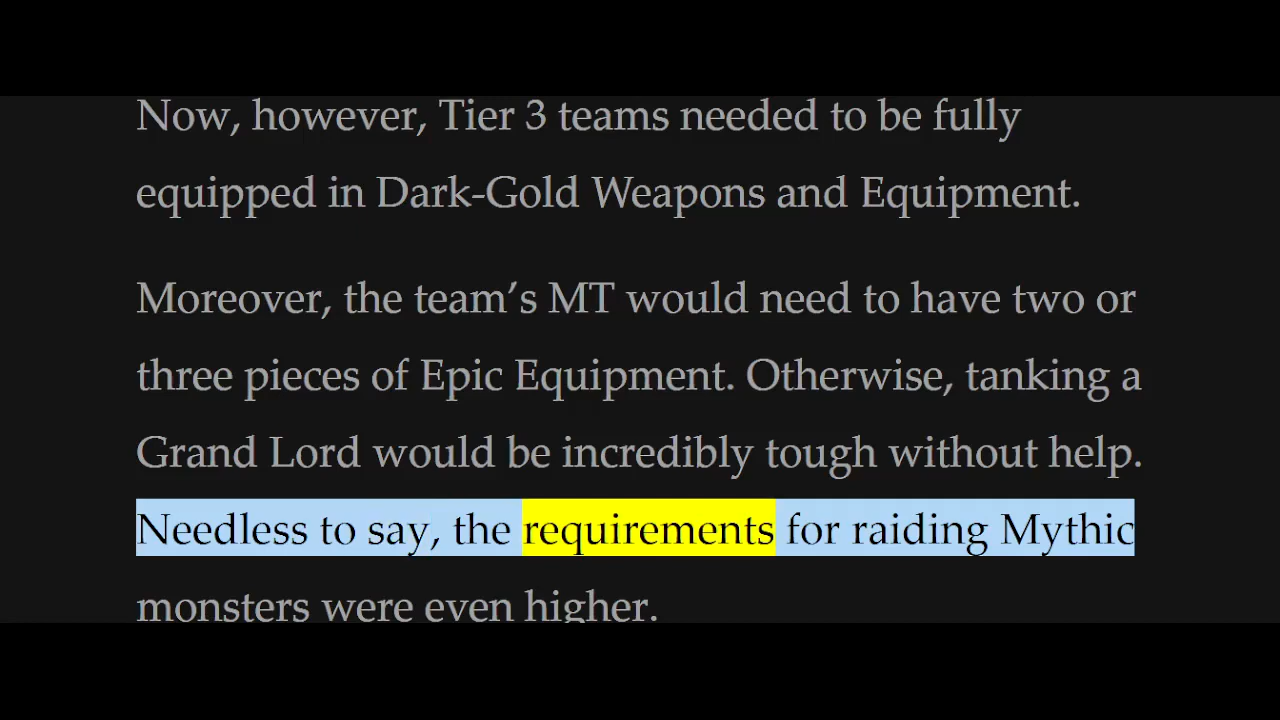 Now, however, Tier 3 teams needed to be fully
equipped in Dark-Gold Weapons and Equipment.
Moreover, the team’s MT would need to have two or
three pieces of Epic Equipment. Otherwise, tanking a
Grand Lord would be incredibly tough without help.
Needless to say, the requirements for raiding Mythic
monsters were even higher.